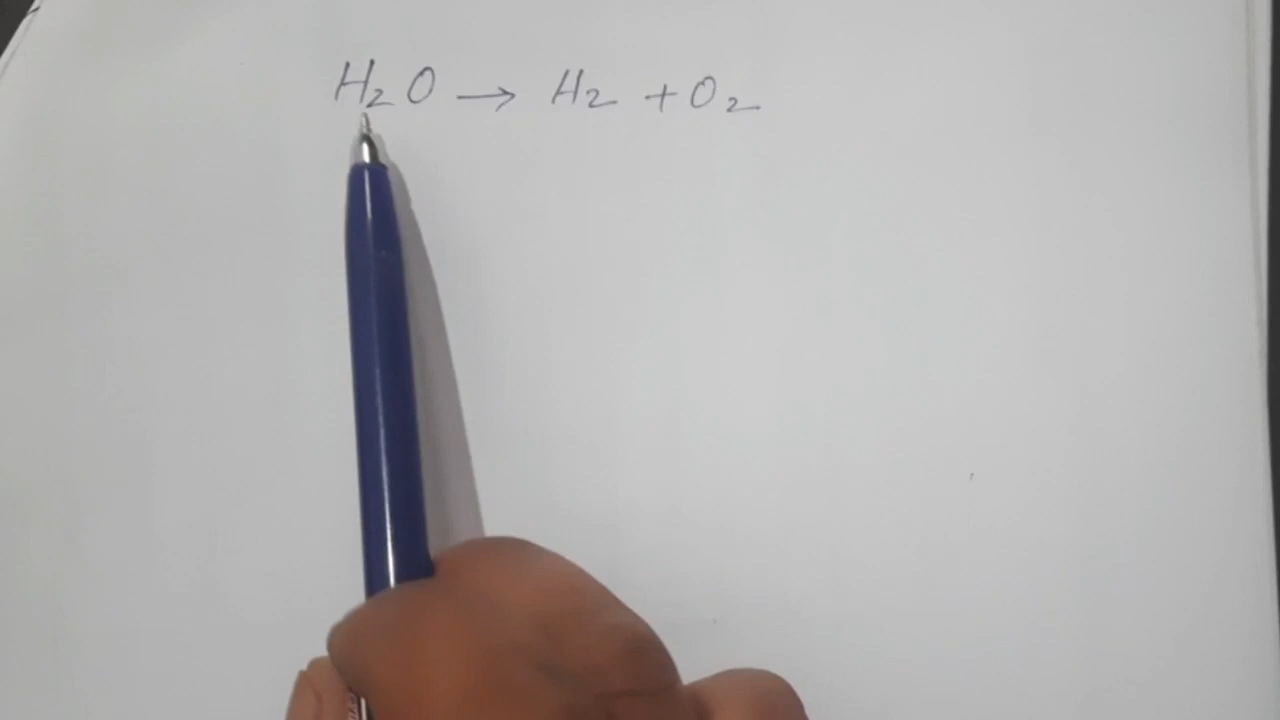 H₂O → H₂ + O₂